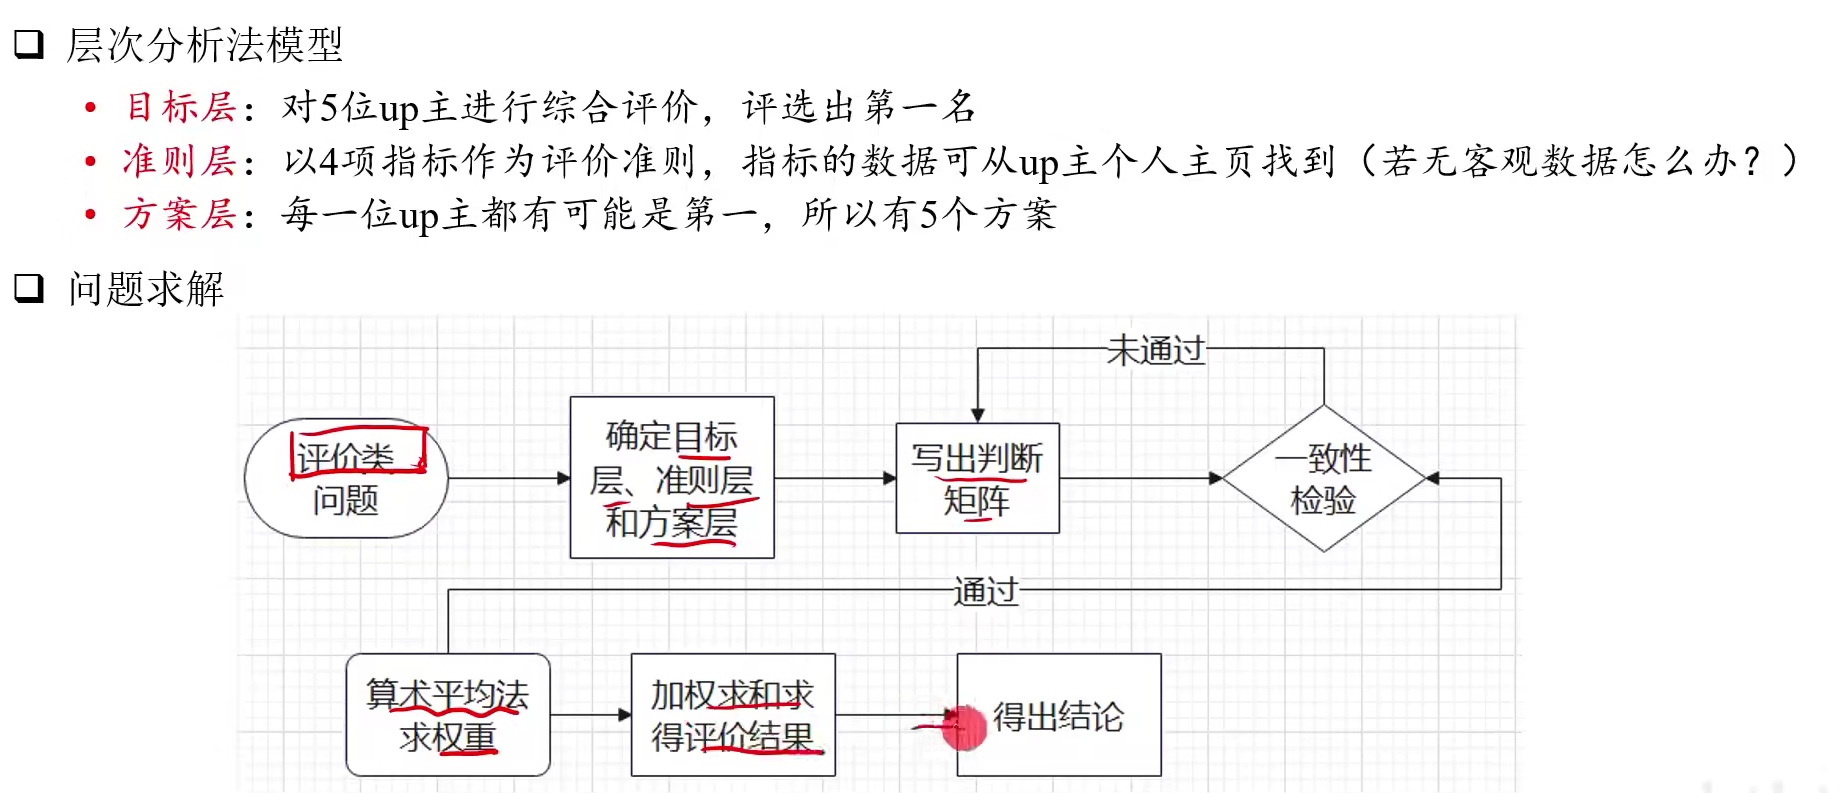 层次分析法模型
目标层：对5位up主进行综合评价，评选出第一名
准则层：以4项指标作为评价准则，指标的数据可从up主个人主页找到（若无客观数据怎么办？）
方案层：每一位up主都有可能是第一，所以有5个方案
问题求解
未通过
评价类
问题
确定目标
层、准则层
和方案层
写出判断
矩阵
一致性
检验
通过
算术平均法
求权重
加权求和求
得评价结果
得出结论